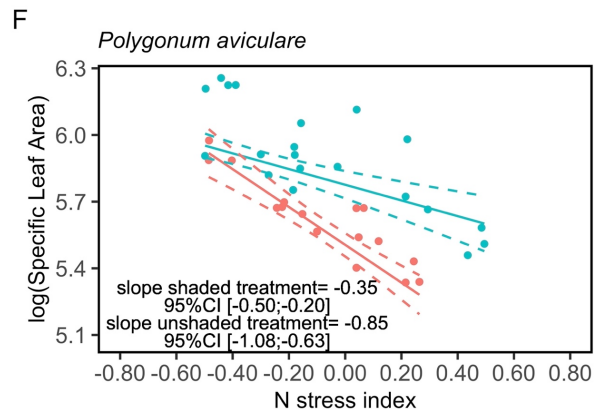 F
Polygonum aviculare
6.3
6.0
5.7
5.4
5.1
log(Specific Leaf Area)
slope shaded treatment= -0.35
95%CI [-0.50;-0.20]
slope unshaded treatment= -0.85
95%CI [-1.08;-0.63]
-0.80 -0.60 -0.40 -0.20 0.00 0.20 0.40 0.60 0.80
N stress index